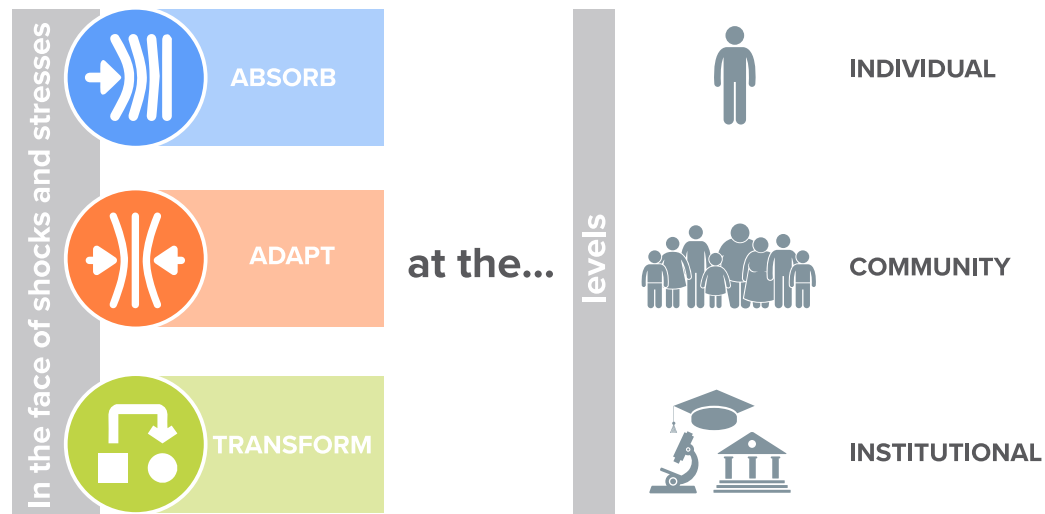 In the face of shocks and stresses
ABSORB
ADAPT
TRANSFORM
at the...
levels
INDIVIDUAL
COMMUNITY
INSTITUTIONAL